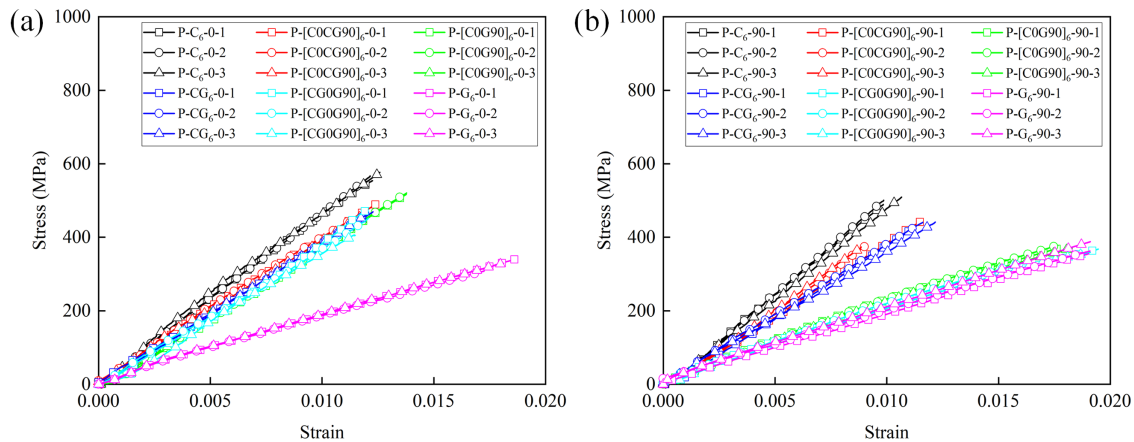 (a)
1000
800
600
400
200
0
0.000 0.005 0.010 0.015 0.020
Stress (MPa)
Strain
P-C6-0-1 P-[C0CG90]6-0-1 P-[C0G90]6-0-1
P-C6-0-2 P-[C0CG90]6-0-2 P-[C0G90]6-0-2
P-C6-0-3 P-[C0CG90]6-0-3 P-[C0G90]6-0-3
P-CG6-0-1 P-[CG0G90]6-0-1 P-G6-0-1
P-CG6-0-2 P-[CG0G90]6-0-2 P-G6-0-2
P-CG6-0-3 P-[CG0G90]6-0-3 P-G6-0-3
(b)
1000
800
600
400
200
0
0.000 0.005 0.010 0.015 0.020
Stress (MPa)
Strain
P-C6-90-1 P-[C0CG90]6-90-1 P-[C0G90]6-90-1
P-C6-90-2 P-[C0CG90]6-90-2 P-[C0G90]6-90-2
P-C6-90-3 P-[C0CG90]6-90-3 P-[C0G90]6-90-3
P-CG6-90-1 P-[CG0G90]6-90-1 P-G6-90-1
P-CG6-90-2 P-[CG0G90]6-90-2 P-G6-90-2
P-CG6-90-3 P-[CG0G90]6-90-3 P-G6-90-3